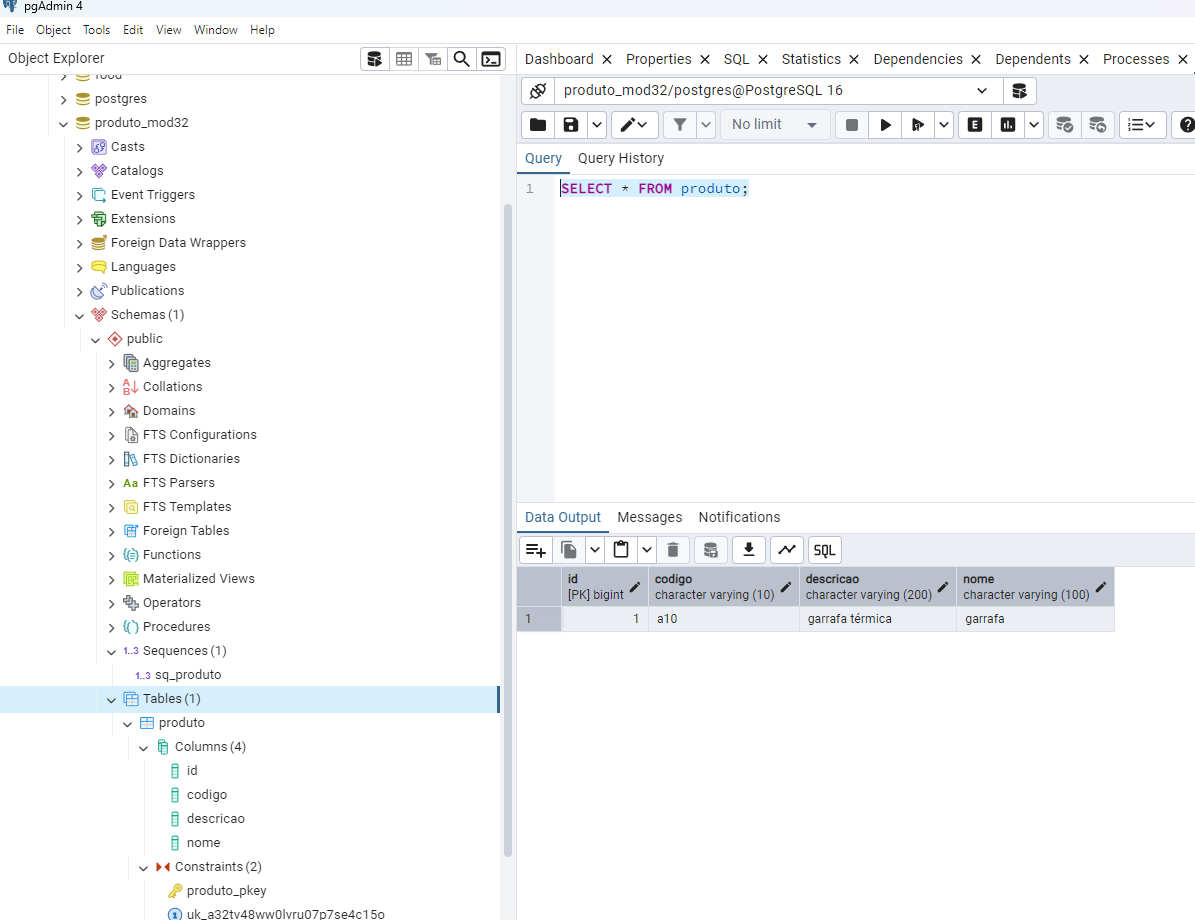 pgAdmin 4
File Object Tools Edit View Window Help
Object Explorer
food
postgres
produto_mod32
Casts
Catalogs
Event Triggers
Extensions
Foreign Data Wrappers
Languages
Publications
Schemas (1)
public
Aggregates
Collations
Domains
FTS Configurations
FTS Dictionaries
Aa FTS Parsers
FTS Templates
Foreign Tables
Functions
Materialized Views
Operators
Procedures
1..3 Sequences (1)
1..3 sq_produto
Tables (1)
produto
Columns (4)
id
codigo
descricao
nome
Constraints (2)
produto_pkey
uk_a32tv48ww0lvru07p7se4c15o
Dashboard Properties SQL Statistics Dependencies Dependents Processes
produto_mod32/postgres@PostgreSQL 16
No limit E
Query Query History
1 SELECT * FROM produto;
Data Output Messages Notifications
SQL
id codigo descricao nome
[PK] bigint character varying (10) character varying (200) character varying (100)
1 1 a10 garrafa térmica garrafa